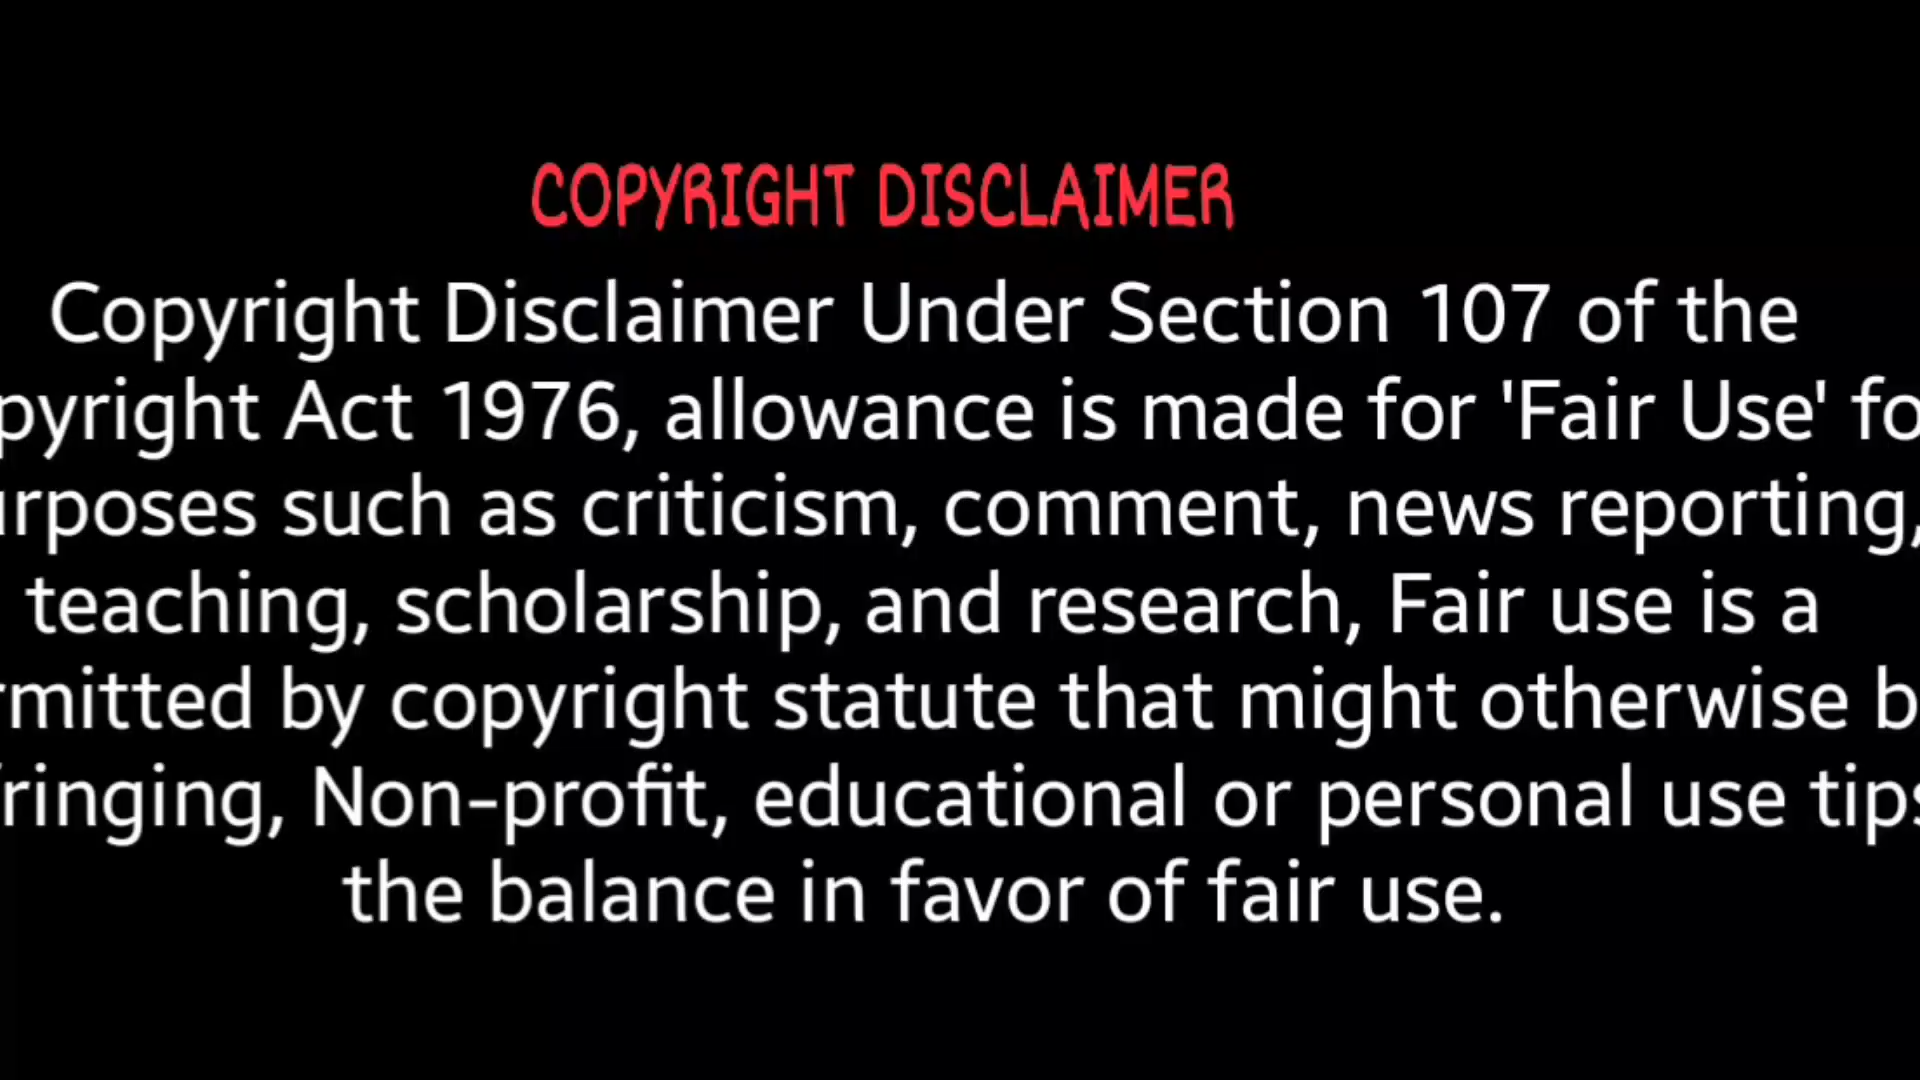 COPYRIGHT DISCLAIMER
Copyright Disclaimer Under Section 107 of the
pyright Act 1976, allowance is made for 'Fair Use' fo
rposes such as criticism, comment, news reporting,
teaching, scholarship, and research, Fair use is a
rmitted by copyright statute that might otherwise b
ringing, Non-profit, educational or personal use tips
the balance in favor of fair use.